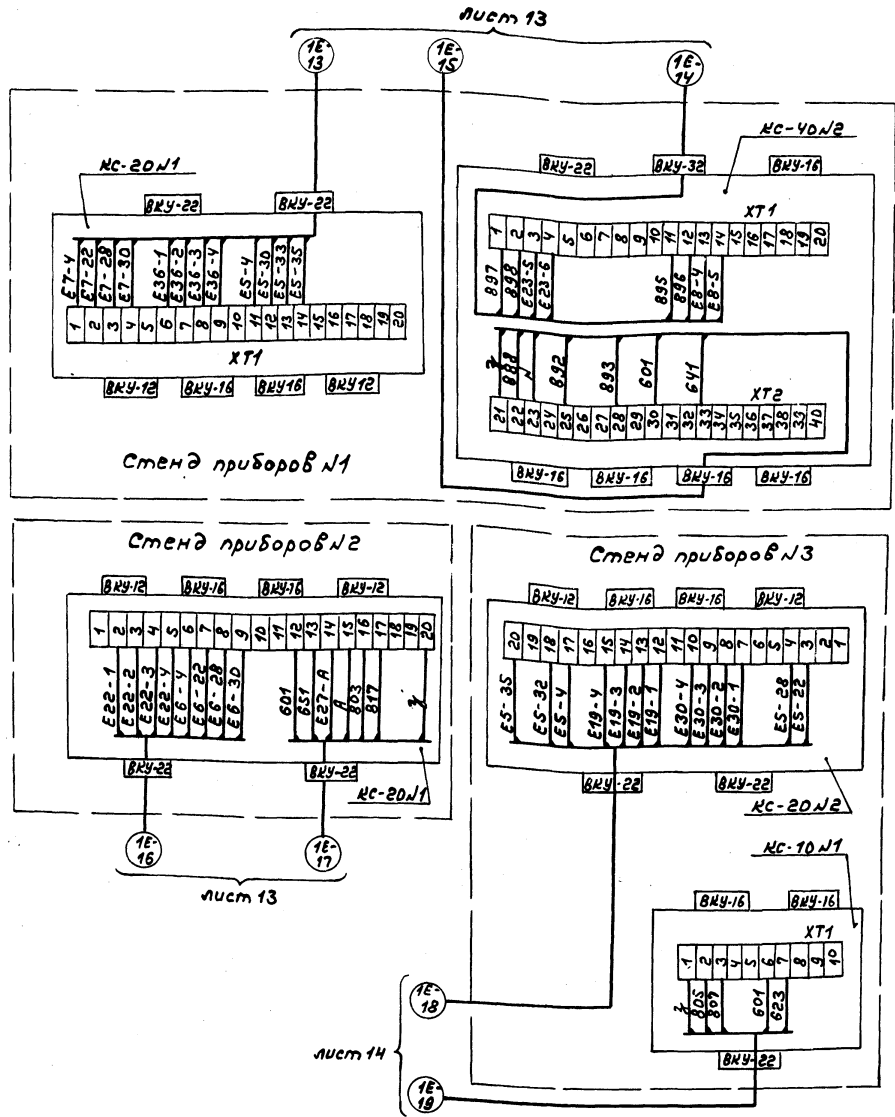 лист 13
1Е-13
1Е-15
1Е-14
КС-20№1
ВКУ-22
ВКУ-22
Е7-4
Е7-22
Е7-28
Е7-30
Е36-1
Е36-2
Е36-3
Е36-4
Е5-4
Е5-30
Е5-33
Е5-35
1 2 3 4 5 6 7 8 9 10 11 12 13 14 15 16 17 18 19 20
ХТ1
ВКУ-12
ВКУ-16
ВКУ16
ВКУ12
Стенд приборов №1
КС-40№2
ВКУ-22
ВКУ-32
ВКУ-16
ХТ1
1 2 3 4 5 6 7 8 9 10 11 12 13 14 15 16 17 18 19 20
897
898
Е23-5
Е23-6
895
896
Е8-4
Е8-5
888
N
892
893
601
641
ХТ2
21 22 23 24 25 26 27 28 29 30 31 32 33 34 35 36 37 38 39 40
ВКУ-16
ВКУ-16
ВКУ-16
ВКУ-16
Стенд приборов №2
ВКУ-12
ВКУ-16
ВКУ-16
ВКУ-12
1 2 3 4 5 6 7 8 9 10 11 12 13 14 15 16 17 18 19 20
Е22-1
Е22-2
Е22-3
Е22-4
Е6-4
Е6-22
Е6-28
Е6-30
601
651
Е27-А
А
803
817
ВКУ-22
ВКУ-22
КС-20№1
1Е-16
1Е-17
лист 13
Стенд приборов №3
ВКУ-12
ВКУ-16
ВКУ-16
ВКУ-12
20 19 18 17 16 15 14 13 12 11 10 9 8 7 6 5 4 3 2 1
Е5-35
Е5-32
Е5-4
Е19-4
Е19-3
Е19-2
Е19-1
Е30-4
Е30-3
Е30-2
Е30-1
Е5-28
Е5-22
ВКУ-22
ВКУ-22
КС-20№2
КС-10№1
ВКУ-16
ВКУ-16
ХТ1
1 2 3 4 5 6 7 8 9 10
805
807
601
623
ВКУ-22
1Е-18
лист 14
1Е-19